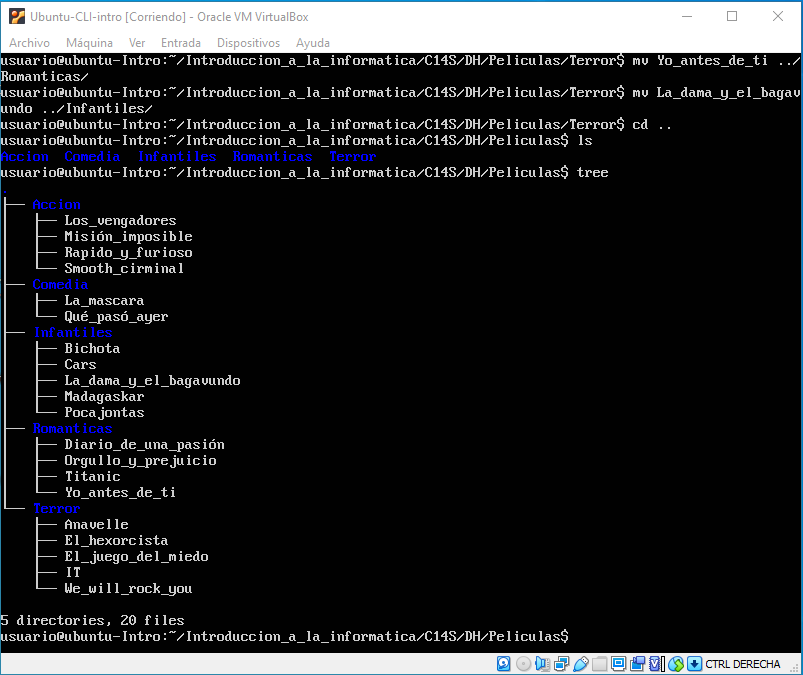 Ubuntu-CLI-intro [Corriendo] - Oracle VM VirtualBox
Archivo Máquina Ver Entrada Dispositivos Ayuda
usuario@ubuntu-Intro:~/Introduccion_a_la_informatica/C14S/DH/Peliculas/Terror$ mv Yo_antes_de_ti ../
Romanticas/
usuario@ubuntu-Intro:~/Introduccion_a_la_informatica/C14S/DH/Peliculas/Terror$ mv La_dama_y_el_bagav
undo ../Infantiles/
usuario@ubuntu-Intro:~/Introduccion_a_la_informatica/C14S/DH/Peliculas/Terror$ cd ..
usuario@ubuntu-Intro:~/Introduccion_a_la_informatica/C14S/DH/Peliculas$ ls
Accion Comedia Infantiles Romanticas Terror
usuario@ubuntu-Intro:~/Introduccion_a_la_informatica/C14S/DH/Peliculas$ tree
.
├── Accion
│   ├── Los_vengadores
│   ├── Misión_imposible
│   ├── Rapido_y_furioso
│   └── Smooth_cirminal
├── Comedia
│   ├── La_mascara
│   └── Qué_pasó_ayer
├── Infantiles
│   ├── Bichota
│   ├── Cars
│   ├── La_dama_y_el_bagavundo
│   ├── Madagaskar
│   └── Pocajontas
├── Romanticas
│   ├── Diario_de_una_pasión
│   ├── Orgullo_y_prejuicio
│   ├── Titanic
│   └── Yo_antes_de_ti
└── Terror
    ├── Anavelle
    ├── El_hexorcista
    ├── El_juego_del_miedo
    ├── IT
    └── We_will_rock_you
5 directories, 20 files
usuario@ubuntu-Intro:~/Introduccion_a_la_informatica/C14S/DH/Peliculas$
CTRL DERECHA